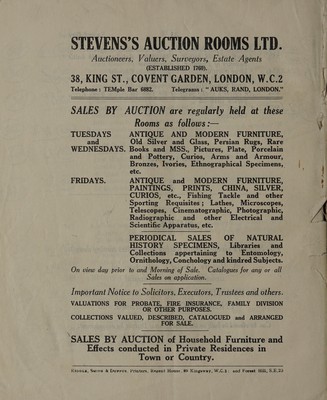 STEVENS'S AUCTION ROOMS LTD.
Auctioneers, Valuers, Surveyors, Estate Agents
(ESTABLISHED 1760).
38, KING ST., COVENT GARDEN, LONDON, W.C.2
Telephone : TEMple Bar 6882. Telegrams : " AUKS, RAND, LONDON."
SALES BY AUCTION are regularly held at these
Rooms as follows :—
TUESDAYS ANTIQUE AND MODERN FURNITURE,
and Old Silver and Glass, Persian Rugs, Rare
WEDNESDAYS. Books and MSS., Pictures, Plate, Porcelain
and Pottery, Curios, Arms and Armour,
Bronzes, Ivories, Ethnographical Specimens,
etc.
FRIDAYS. ANTIQUE and MODERN FURNITURE,
PAINTINGS, PRINTS, CHINA, SILVER,
CURIOS, etc., Fishing Tackle and other
Sporting Requisites ; Lathes, Microscopes,
Telescopes, Cinematographic, Photographic,
Radiographic and other Electrical and
Scientific Apparatus, etc.
PERIODICAL SALES OF NATURAL
HISTORY SPECIMENS, Libraries and
Collections appertaining to Entomology,
Ornithology, Conchology and kindred Subjects.
On view day prior to and Morning of Sale. Catalogues for any or all
Sales on application.
Important Notice to Solicitors, Executors, Trustees and others.
VALUATIONS FOR PROBATE, FIRE INSURANCE, FAMILY DIVISION
OR OTHER PURPOSES.
COLLECTIONS VALUED, DESCRIBED, CATALOGUED and ARRANGED
FOR SALE.
SALES BY AUCTION of Household Furniture and
Effects conducted in Private Residences in
Town or Country.
Printers, Regent House, Kingsway, W.C.2. and Forest Hill, S.E.23